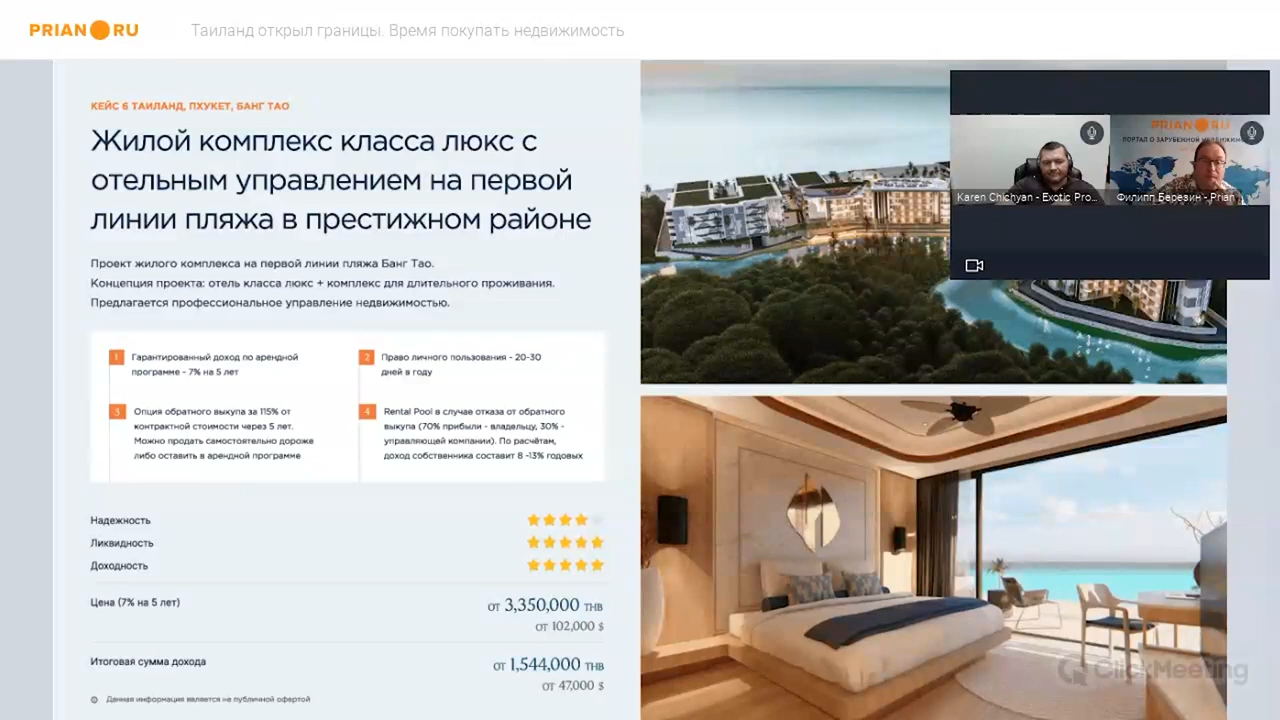 PRIAN RU
Таиланд открыл границы. Время покупать недвижимость
КЕЙС 6 ТАИЛАНД, ПХУКЕТ, БАНГ ТАО
Жилой комплекс класса люкс с
отельным управлением на первой
линии пляжа в престижном районе
Проект жилого комплекса на первой линии пляжа Банг Тао.
Концепция проекта: отель класса люкс + комплекс для длительного проживания.
Предлагается профессиональное управление недвижимостью.
1 Гарантированный доход по арендной
программе - 7% на 5 лет
2 Право личного пользования - 20-30
дней в году
3 Опция обратного выкупа за 115% от
контрактной стоимости через 5 лет.
Можно продать самостоятельно дороже
либо оставить в арендной программе
4 Rental Pool в случае отказа от обратного
выкупа (70% прибыли - владельцу, 30% -
управляющей компании). По расчётам,
доход собственника составит 8 -13% годовых
Надежность
Ликвидность
Доходность
Цена (7% на 5 лет)
от 3,350,000 THB
от 102,000 $
Итоговая сумма дохода
от 1,544,000 THB
от 47,000 $
Данная информация является не публичной офертой
PRIAN RU
ПОРТАЛ О ЗАРУБЕЖНОЙ
Karen Chichyan - Exotic Pro...
Филипп Березин - Prian
ClickMeeting